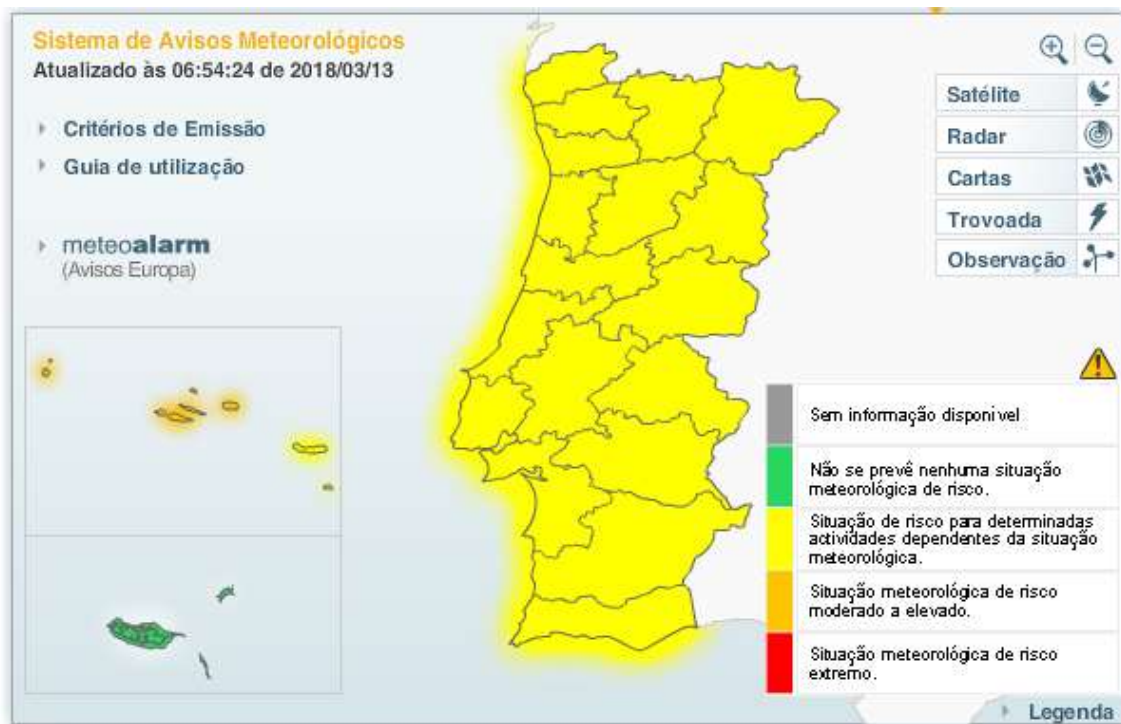 Sistema de Avisos Meteorológicos
Atualizado às 06:54:24 de 2018/03/13
Critérios de Emissão
Guia de utilização
meteoalarm
(Avisos Europa)
Satélite
Radar
Cartas
Trovoada
Observação
Sem informação disponivel
Não se prevê nenhuma situação
meteorológica de risco.
Situação de risco para determinadas
actividades dependentes da situação
meteorológica.
Situação meteorológica de risco
moderado a elevado.
Situação meteorológica de risco
extremo.
Legenda